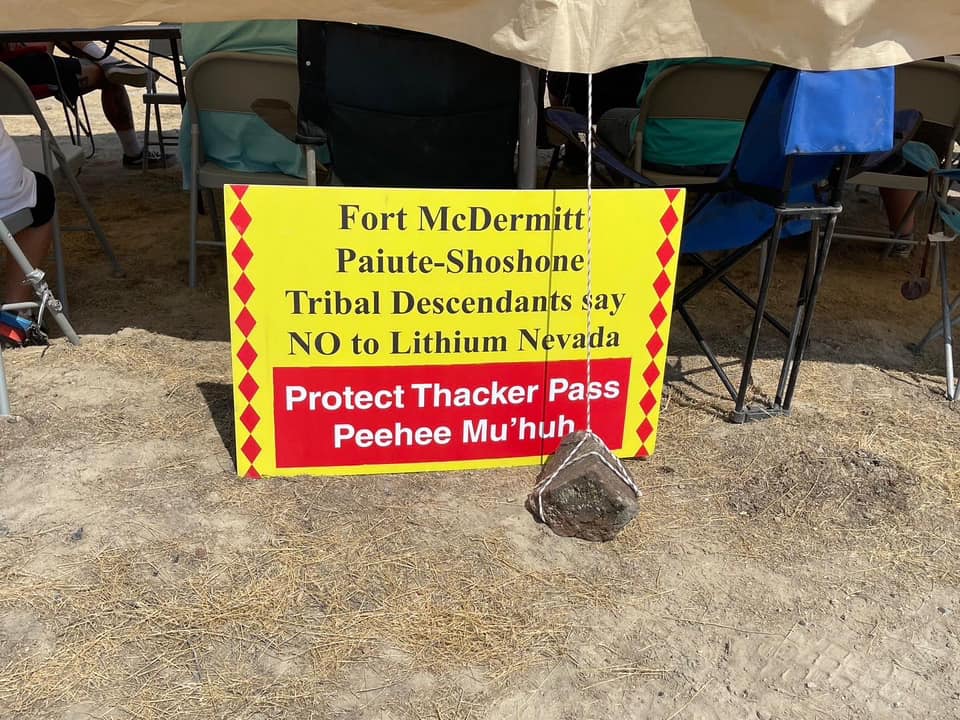 Fort McDermitt
Paiute-Shoshone
Tribal Descendants say
NO to Lithium Nevada
Protect Thacker Pass
Peehee Mu'huh